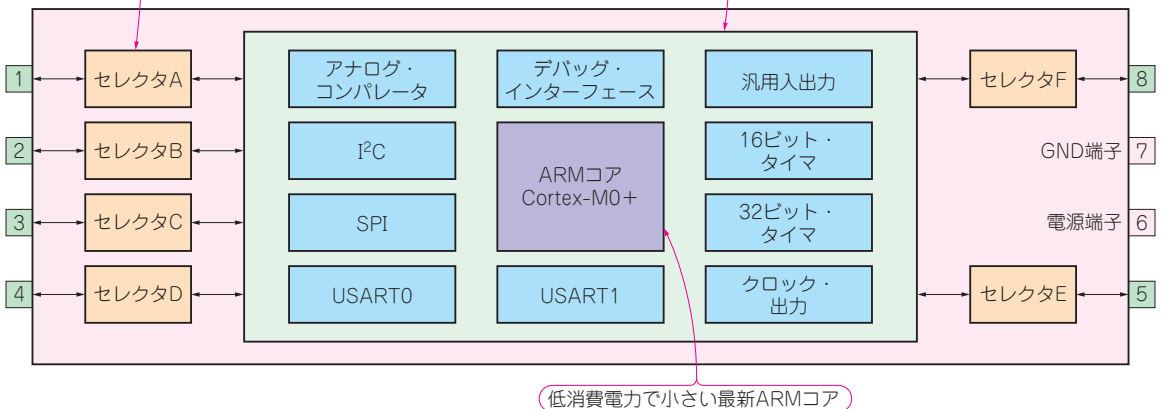 1
セレクタA
アナログ・
コンパレータ
デバッグ・
インターフェース
汎用入出力
セレクタF
8
2
セレクタB
I²C
ARMコア
Cortex-M0＋
16ビット・
タイマ
GND端子
7
3
セレクタC
SPI
32ビット・
タイマ
電源端子
6
4
セレクタD
USART0
USART1
クロック・
出力
セレクタE
5
低消費電力で小さい最新ARMコア